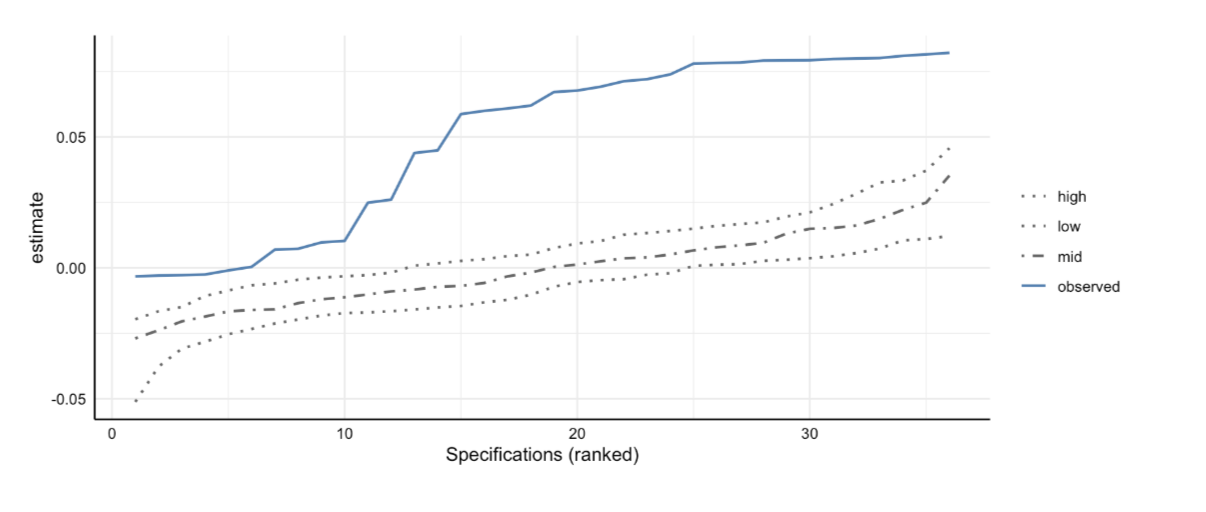 estimate
0.05
0.00
-0.05
0
10
20
30
Specifications (ranked)
high
low
mid
observed